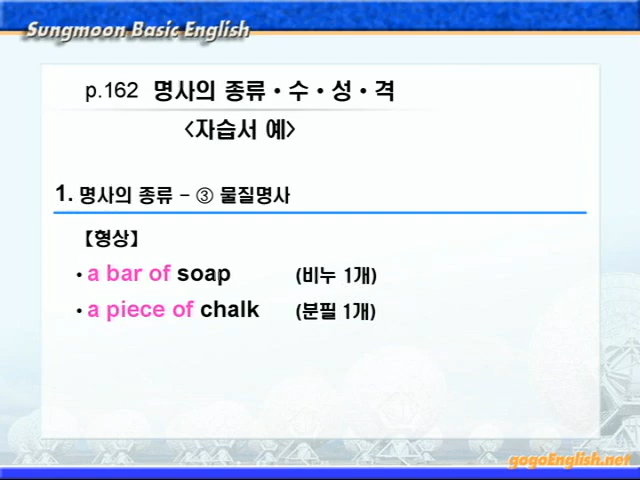 Sungmoon Basic English
p.162 명사의 종류 • 수 • 성 • 격
<자습서 예>
1. 명사의 종류 - ③ 물질명사
【형상】
• a bar of soap (비누 1개)
• a piece of chalk (분필 1개)
gogoEnglish.net